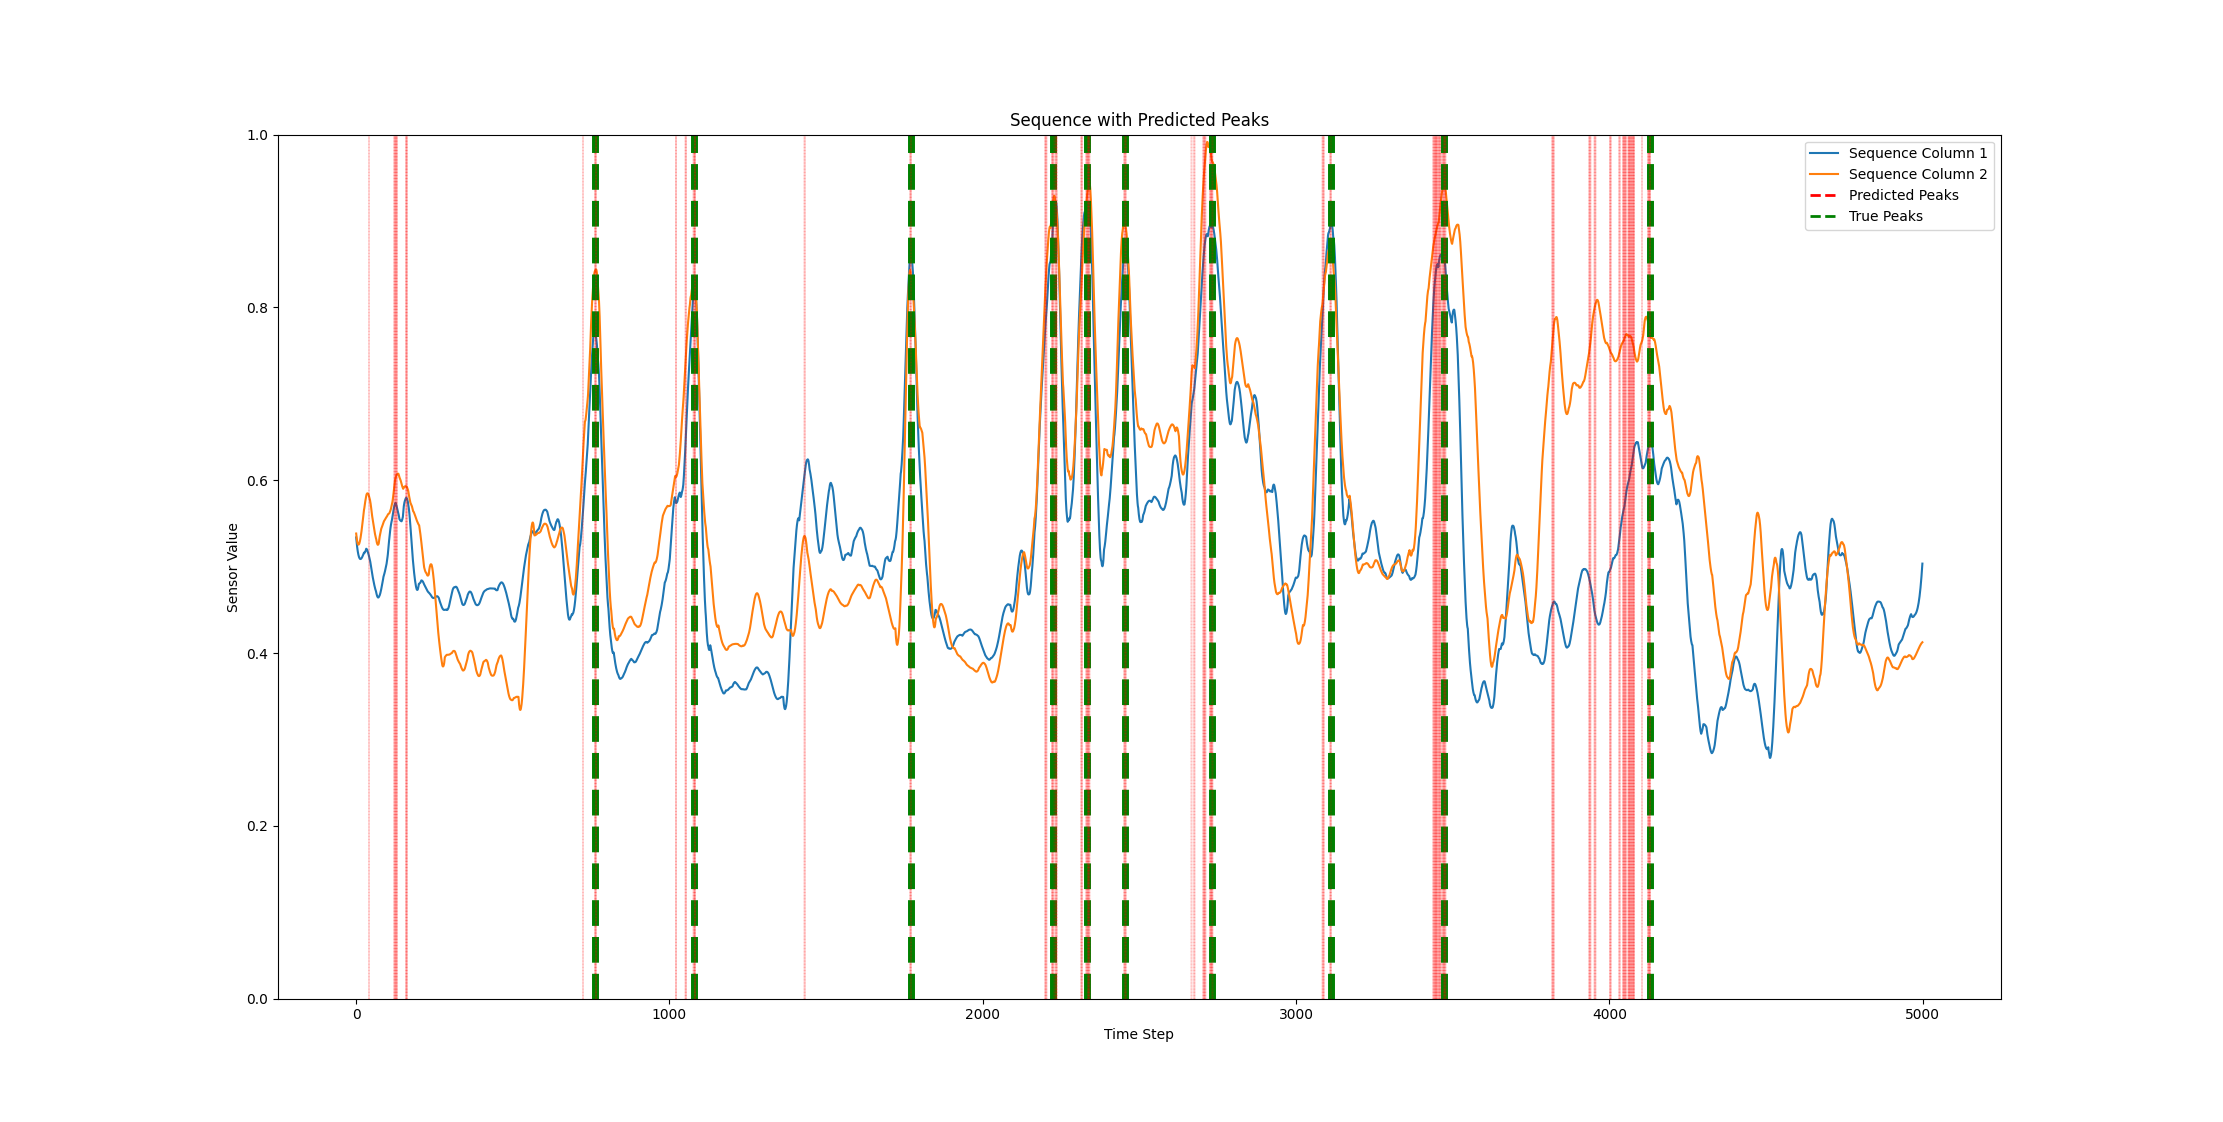 Sequence with Predicted Peaks
1.0
0.8
0.6
0.4
0.2
0.0
Sensor Value
Sequence Column 1
Sequence Column 2
Predicted Peaks
True Peaks
0 1000 2000 3000 4000 5000
Time Step